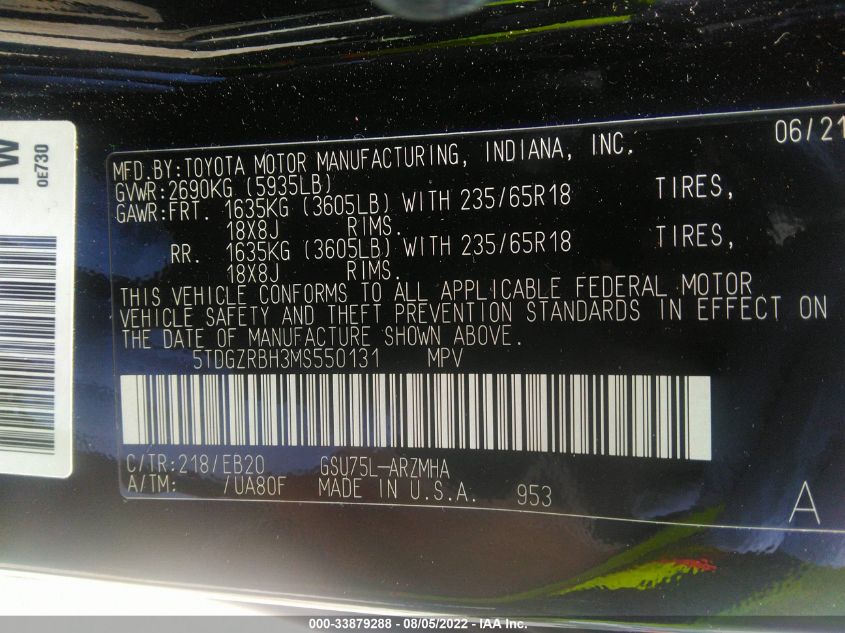 TW
0E730
06/21
MFD.BY:TOYOTA MOTOR MANUFACTURING, INDIANA, INC.
GVWR:2690KG (5935LB)
GAWR:FRT. 1635KG (3605LB) WITH 235/65R18 TIRES,
18X8J RIMS.
RR. 1635KG (3605LB) WITH 235/65R18 TIRES,
18X8J RIMS.
THIS VEHICLE CONFORMS TO ALL APPLICABLE FEDERAL MOTOR
VEHICLE SAFETY AND THEFT PREVENTION STANDARDS IN EFFECT ON
THE DATE OF MANUFACTURE SHOWN ABOVE.
5TDGZRBH3MS550131 MPV
C/TR:218/EB20 GSU75L-ARZMHA
A/TM: /UA80F MADE IN U.S.A. 953
A
000-33879288 - 08/05/2022 - IAA Inc.